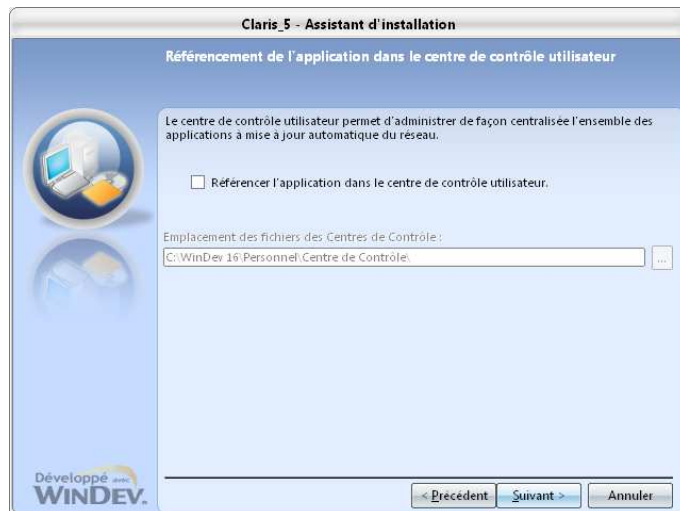 Claris_5 - Assistant d'installation
Référencement de l'application dans le centre de contrôle utilisateur
Le centre de contrôle utilisateur permet d'administrer de façon centralisée l'ensemble des
applications à mise à jour automatique du réseau.
Référencer l'application dans le centre de contrôle utilisateur.
Emplacement des fichiers des Centres de Contrôle :
C:\WinDev 16\Personnel\Centre de Contrôle\
...
Développé avec
WINDEV.
< Précédent
Suivant >
Annuler